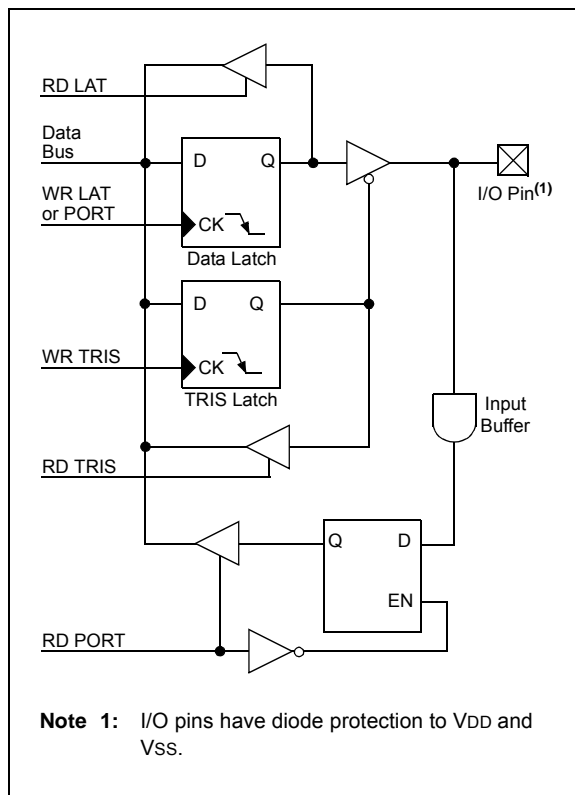 RD LAT
Data
Bus
D Q
I/O Pin(1)
WR LAT
or PORT
CK
Data Latch
D Q
WR TRIS
CK
TRIS Latch
Input
Buffer
RD TRIS
Q D
EN
RD PORT
Note 1: I/O pins have diode protection to VDD and
VSS.